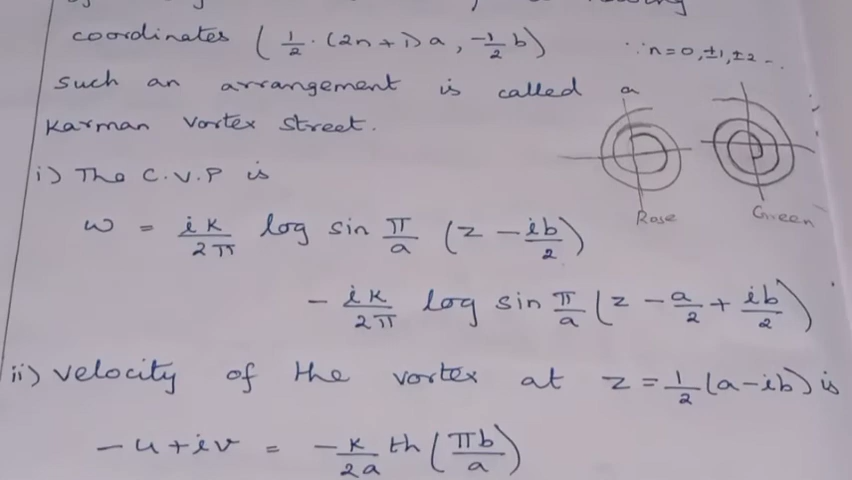 coordinates (1/2 · (2n+1)a, -1/2 b) ∵ n = 0, ±1, ±2 -..
such an arrangement is called a
Karman Vortex Street.
i) The C.V.P is
w = iK/2π log sin π/a (z - ib/2)
- iK/2π log sin π/a (z - a/2 + ib/2)
Rose Green
ii) Velocity of the vortex at z = 1/2 (a - ib) is
- u + iv = -K/2a th (πb/a)